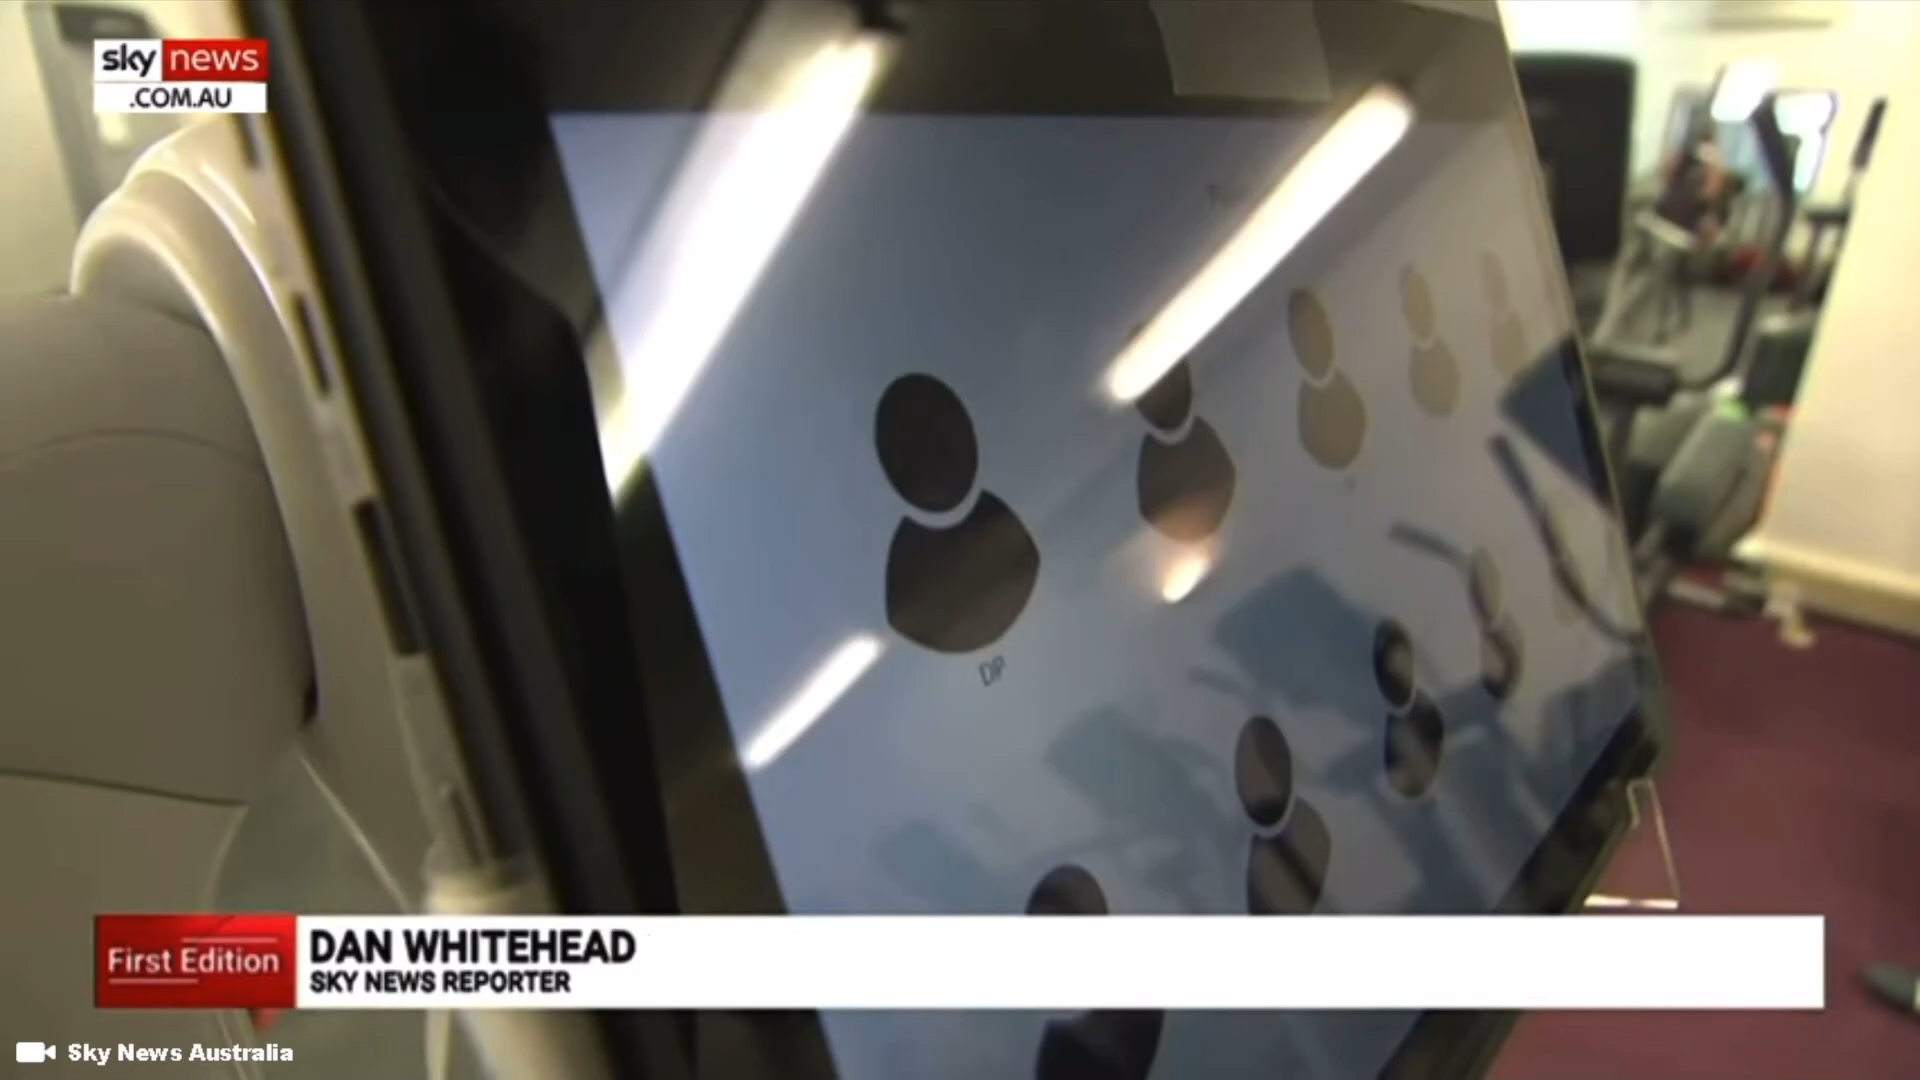 sky news
.COM.AU
DP
First Edition
DAN WHITEHEAD
SKY NEWS REPORTER
Sky News Australia